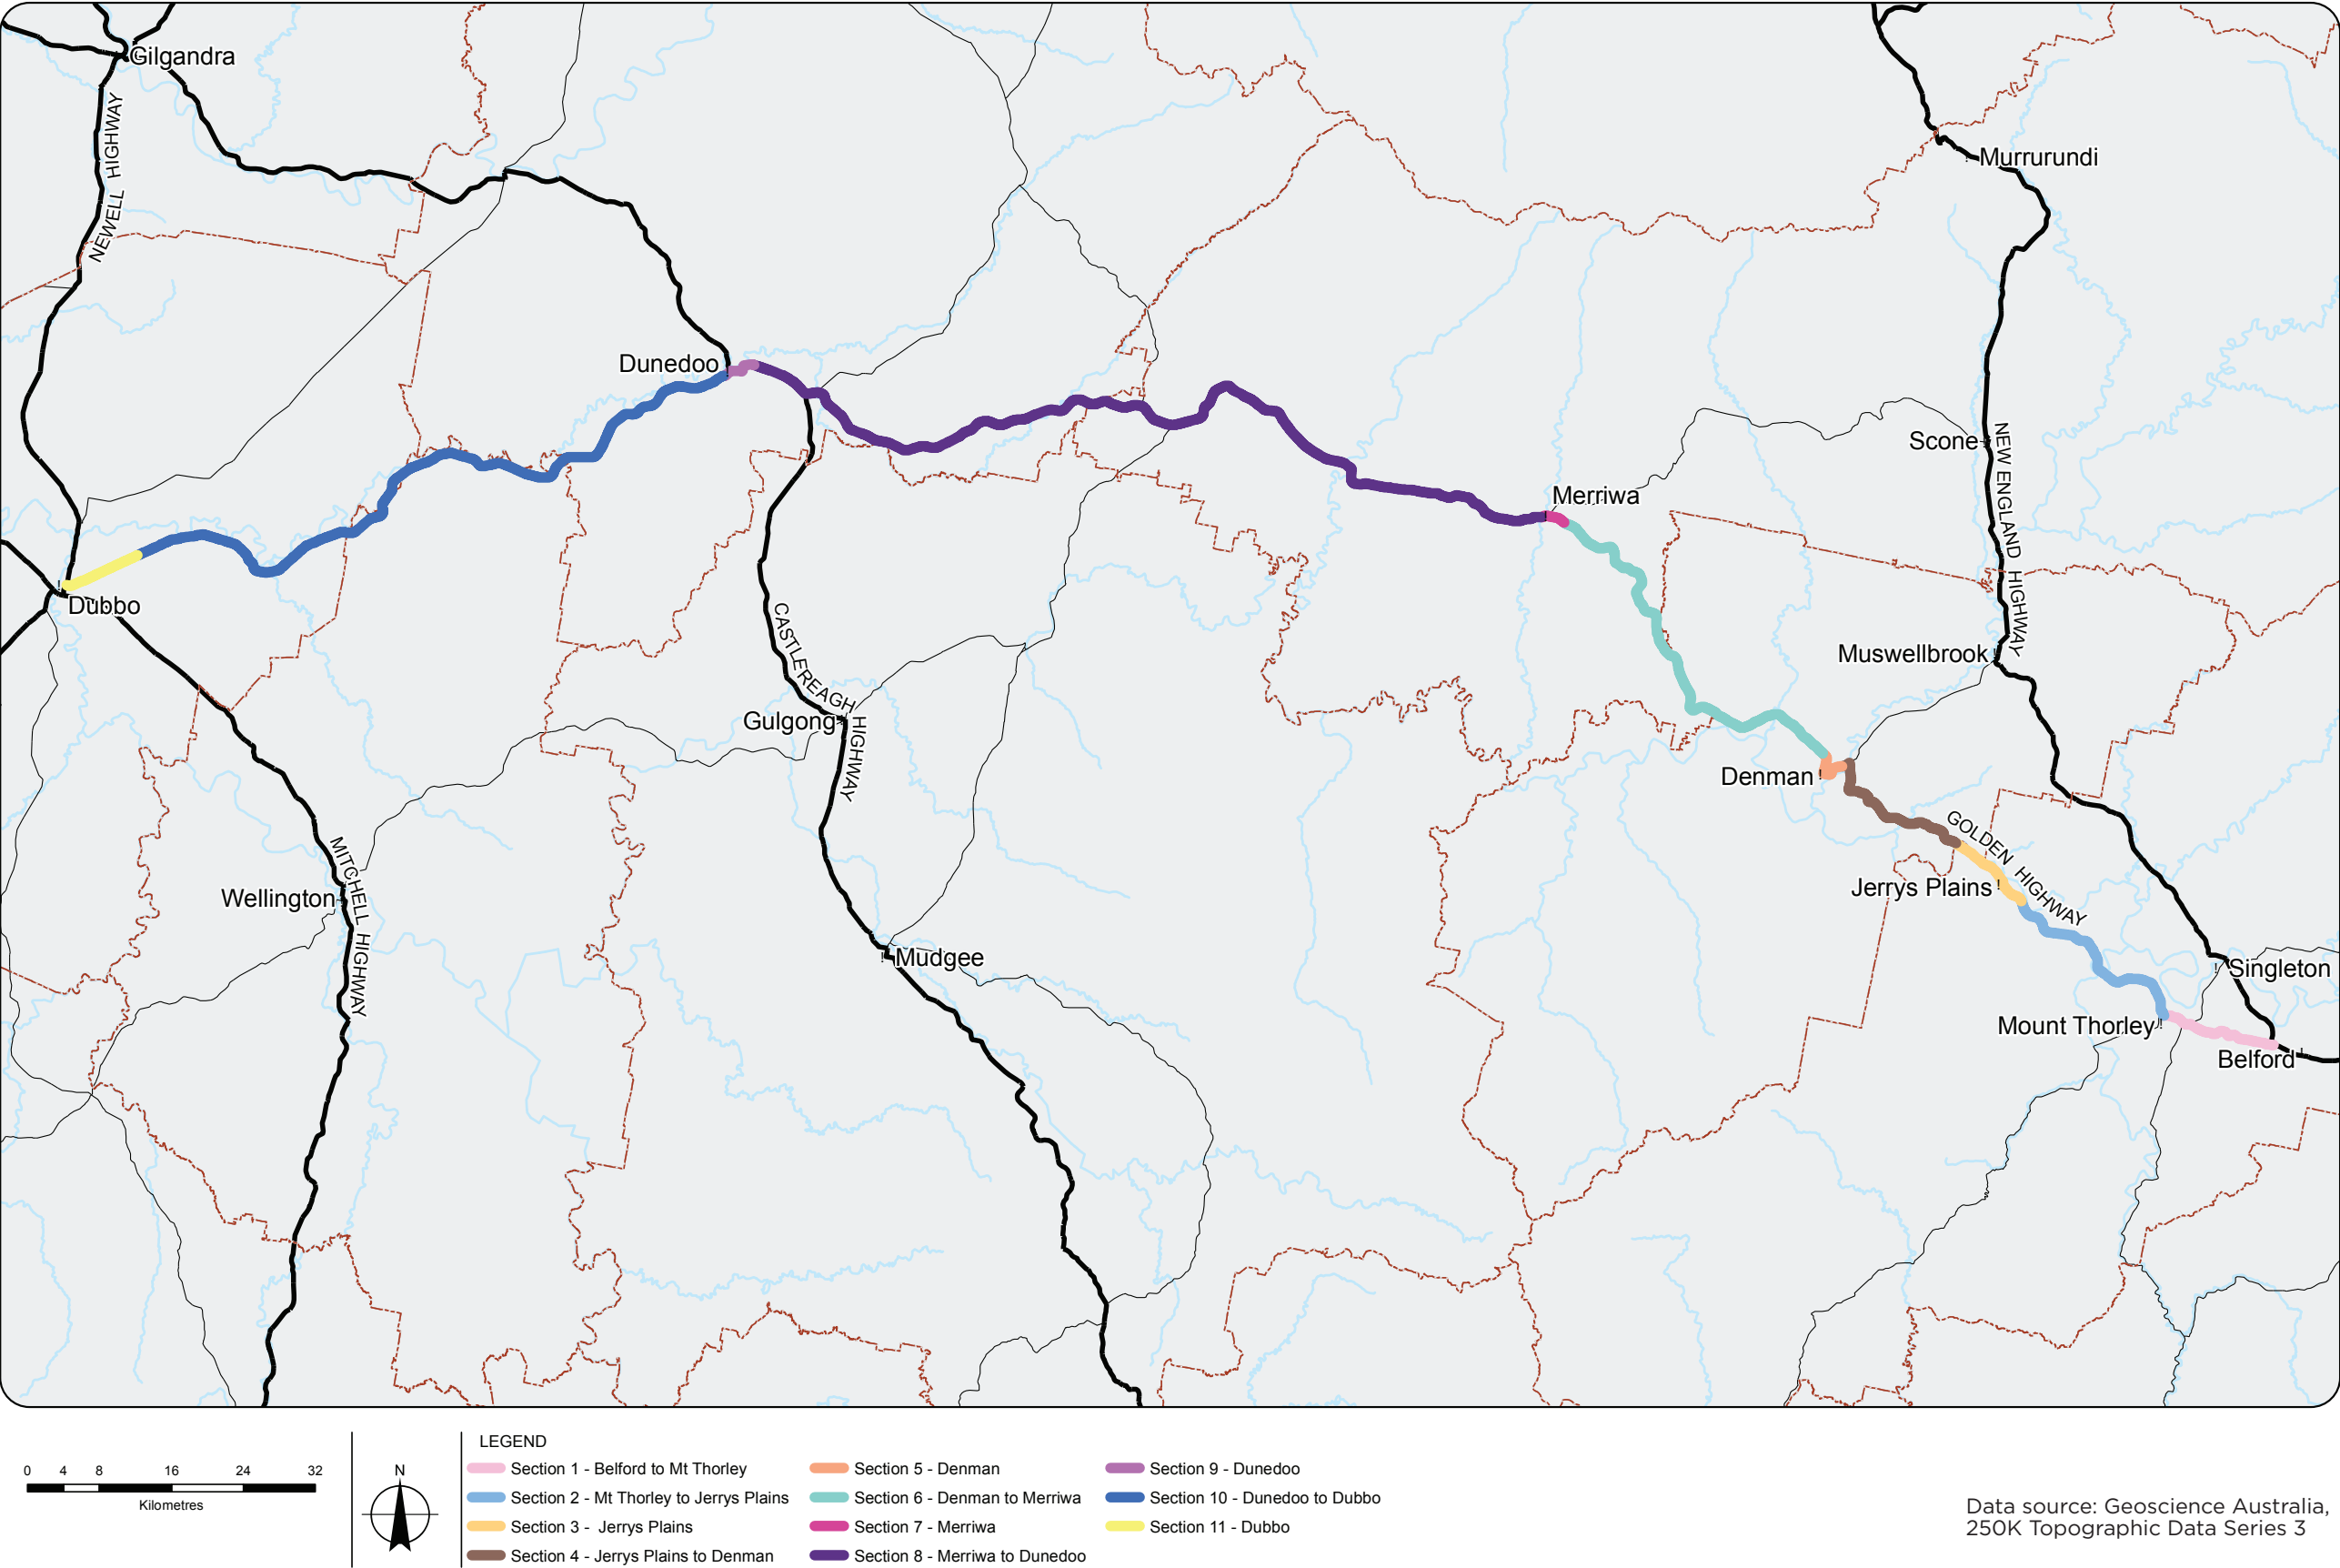 Gilgandra
NEWELL HIGHWAY
Murrurundi
Dunedoo
Scone
NEW ENGLAND HIGHWAY
Merriwa
Dubbo
CASTLEREAGH HIGHWAY
Muswellbrook
Gulgong
Denman
GOLDEN HIGHWAY
MITCHELL HIGHWAY
Jerrys Plains
Wellington
Mudgee
Singleton
Mount Thorley
Belford
LEGEND
0 4 8 16 24 32
Kilometres
N
Section 1 - Belford to Mt Thorley
Section 2 - Mt Thorley to Jerrys Plains
Section 3 - Jerrys Plains
Section 4 - Jerrys Plains to Denman
Section 5 - Denman
Section 6 - Denman to Merriwa
Section 7 - Merriwa
Section 8 - Merriwa to Dunedoo
Section 9 - Dunedoo
Section 10 - Dunedoo to Dubbo
Section 11 - Dubbo
Data source: Geoscience Australia,
250K Topographic Data Series 3